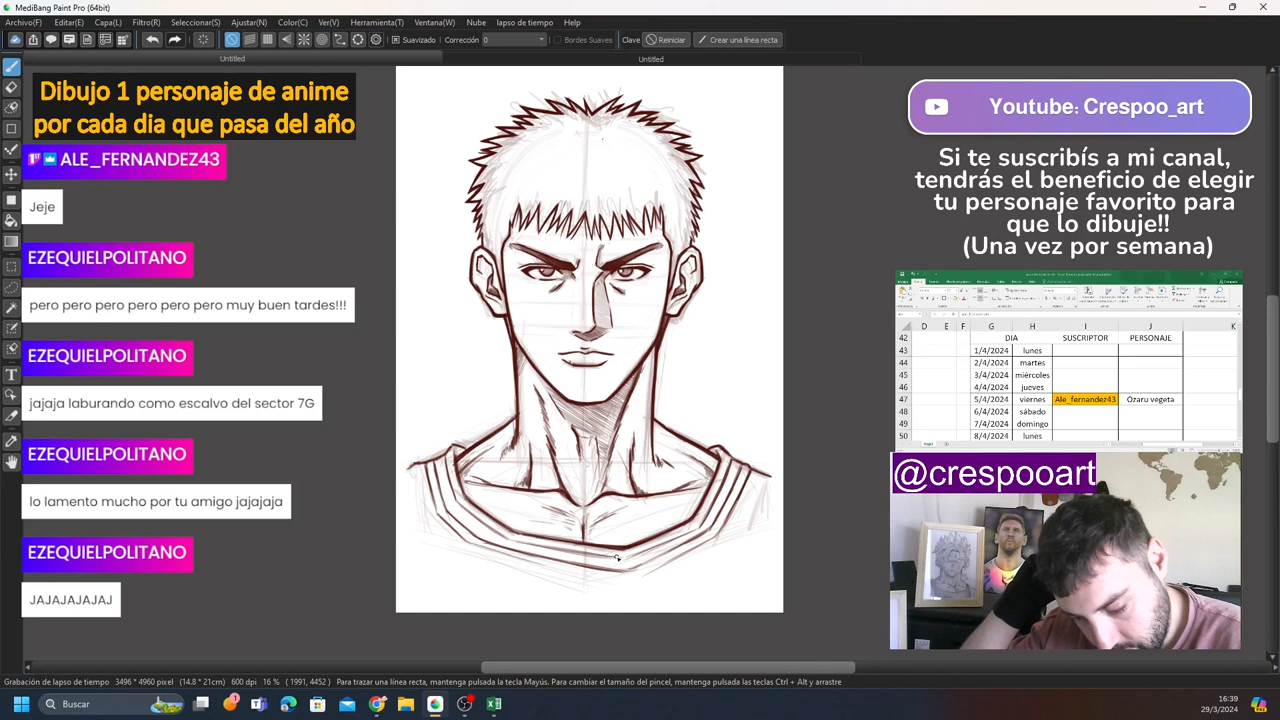 MediBang Paint Pro (64bit)
Archivo(F) Editar(E) Capa(L) Filtro(R) Seleccionar(S) Ajustar(N) Color(C) Ver(V) Herramienta(T) Ventana(W) Nube lapso de tiempo Help
Suavizado Corrección 0 Bordes Suaves Clave Reiniciar Crear una línea recta
Untitled Untitled
Dibujo 1 personaje de anime
por cada dia que pasa del año
ALE_FERNANDEZ43
Jeje
EZEQUIELPOLITANO
pero pero pero pero pero pero muy buen tardes!!!
EZEQUIELPOLITANO
jajaja laburando como escalvo del sector 7G
EZEQUIELPOLITANO
lo lamento mucho por tu amigo jajajaja
EZEQUIELPOLITANO
JAJAJAJAJAJ
Youtube: Crespoo_art
Si te suscribís a mi canal,
tendrás el beneficio de elegir
tu personaje favorito para
que lo dibuje!!
(Una vez por semana)
D E F G H I J K
42 DIA SUSCRIPTOR PERSONAJE
43 1/4/2024 lunes
44 2/4/2024 martes
45 3/4/2024 miércoles
46 4/4/2024 jueves
47 5/4/2024 viernes Ale_fernandez43 Ozaru vegeta
48 6/4/2024 sábado
49 7/4/2024 domingo
50 8/4/2024 lunes
@crespooart
Grabación de lapso de tiempo 3496 * 4960 pixel (14.8 * 21cm) 600 dpi 16 % ( 1991, 4452 ) Para trazar una línea recta, mantenga pulsada la tecla Mayús. Para cambiar el tamaño del pincel, mantenga pulsadas las teclas Ctrl + Alt y arrastre
Buscar
16:39
29/3/2024